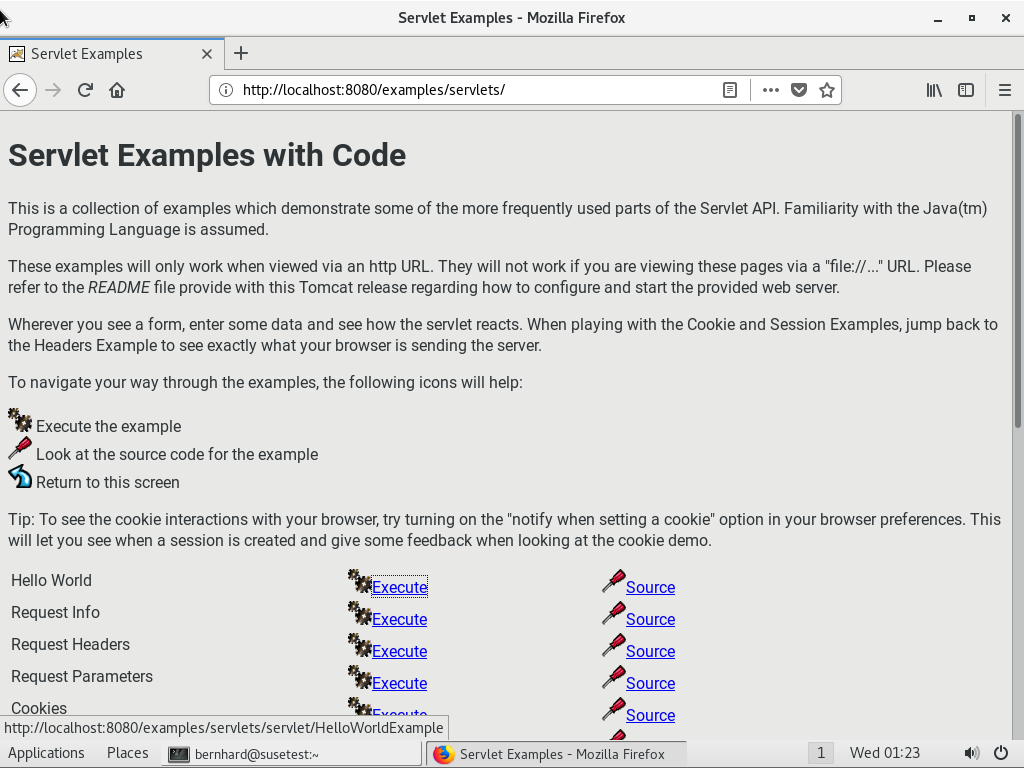 Servlet Examples - Mozilla Firefox
Servlet Examples
http://localhost:8080/examples/servlets/
Servlet Examples with Code
This is a collection of examples which demonstrate some of the more frequently used parts of the Servlet API. Familiarity with the Java(tm)
Programming Language is assumed.
These examples will only work when viewed via an http URL. They will not work if you are viewing these pages via a "file://..." URL. Please
refer to the README file provide with this Tomcat release regarding how to configure and start the provided web server.
Wherever you see a form, enter some data and see how the servlet reacts. When playing with the Cookie and Session Examples, jump back to
the Headers Example to see exactly what your browser is sending the server.
To navigate your way through the examples, the following icons will help:
Execute the example
Look at the source code for the example
Return to this screen
Tip: To see the cookie interactions with your browser, try turning on the "notify when setting a cookie" option in your browser preferences. This
will let you see when a session is created and give some feedback when looking at the cookie demo.
Hello World Execute Source
Request Info Execute Source
Request Headers Execute Source
Request Parameters Execute Source
Cookies Execute Source
http://localhost:8080/examples/servlets/servlet/HelloWorldExample
Applications Places bernhard@susetest:~ Servlet Examples - Mozilla Firefox 1 Wed 01:23